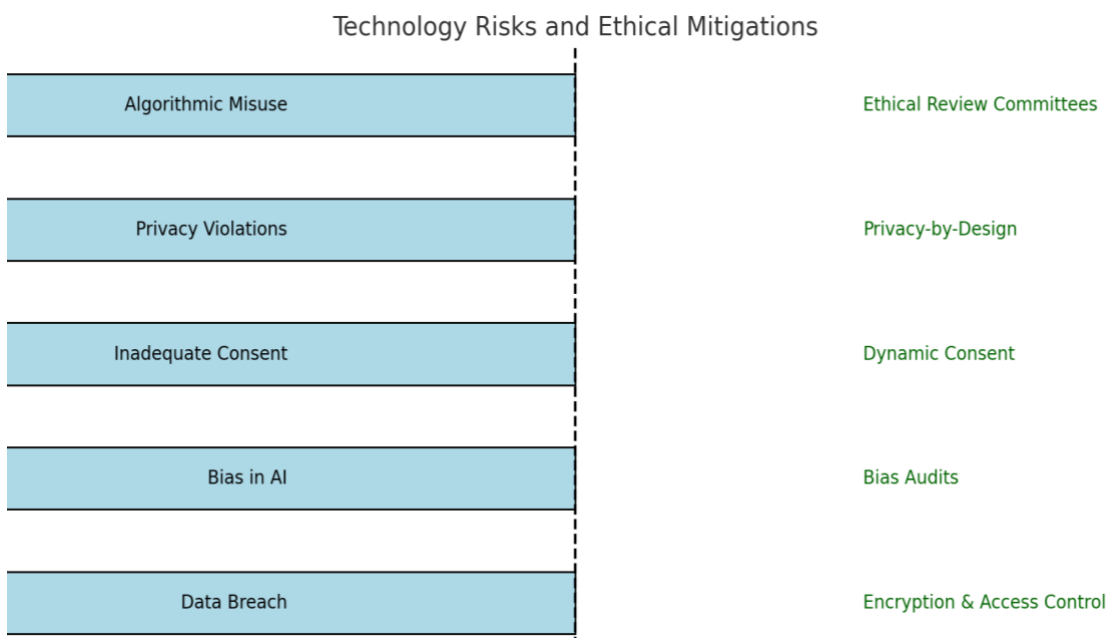 Technology Risks and Ethical Mitigations
Algorithmic Misuse
Ethical Review Committees
Privacy Violations
Privacy-by-Design
Inadequate Consent
Dynamic Consent
Bias in AI
Bias Audits
Data Breach
Encryption & Access Control